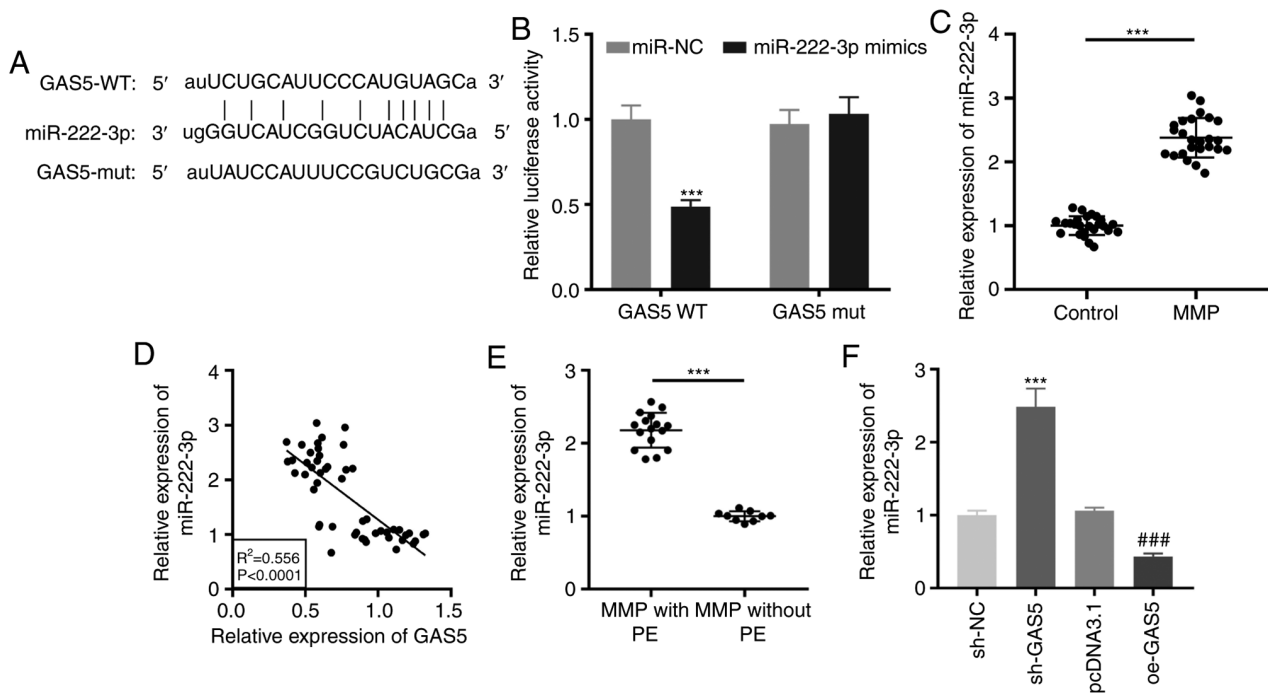 A
GAS5-WT: 5′ auUCUGCAUUCCCAUGUAGCa 3′
miR-222-3p: 3′ ugGGUCAUCGGUCUACAUCGa 5′
GAS5-mut: 5′ auUAUCCAUUUCCGUCUGCGa 3′
B
Relative luciferase activity
1.5
1.0
0.5
0.0
miR-NC
miR-222-3p mimics
***
GAS5 WT
GAS5 mut
C
Relative expression of miR-222-3p
4
3
2
1
0
***
Control
MMP
D
Relative expression of
miR-222-3p
4
3
2
1
0
R²=0.556
P<0.0001
0.0
0.5
1.0
1.5
Relative expression of GAS5
E
Relative expression of
miR-222-3p
3
2
1
0
***
MMP with
PE
MMP without
PE
F
Relative expression of
miR-222-3p
3
2
1
0
***
###
sh-NC
sh-GAS5
pcDNA3.1
oe-GAS5